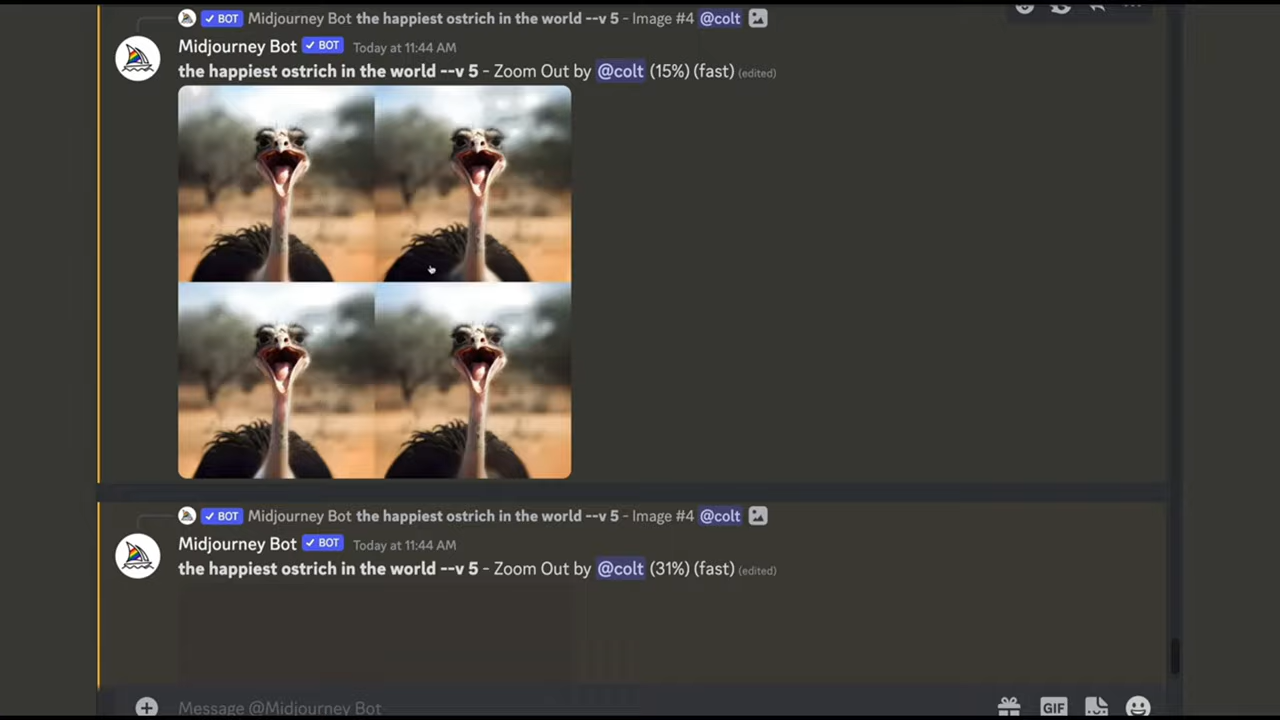 ✓ BOT Midjourney Bot the happiest ostrich in the world --v 5 - Image #4 @colt
Midjourney Bot ✓ BOT Today at 11:44 AM
the happiest ostrich in the world --v 5 - Zoom Out by @colt (15%) (fast) (edited)
✓ BOT Midjourney Bot the happiest ostrich in the world --v 5 - Image #4 @colt
Midjourney Bot ✓ BOT Today at 11:44 AM
the happiest ostrich in the world --v 5 - Zoom Out by @colt (31%) (fast) (edited)
Message @Midjourney Bot GIF